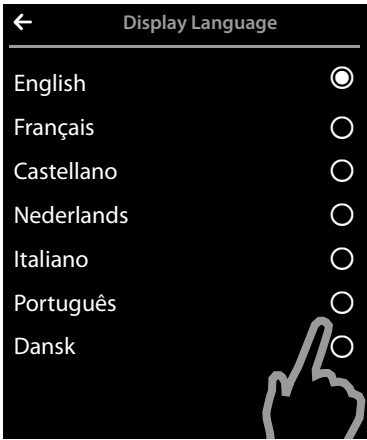 Display Language
English
Français
Castellano
Nederlands
Italiano
Português
Dansk